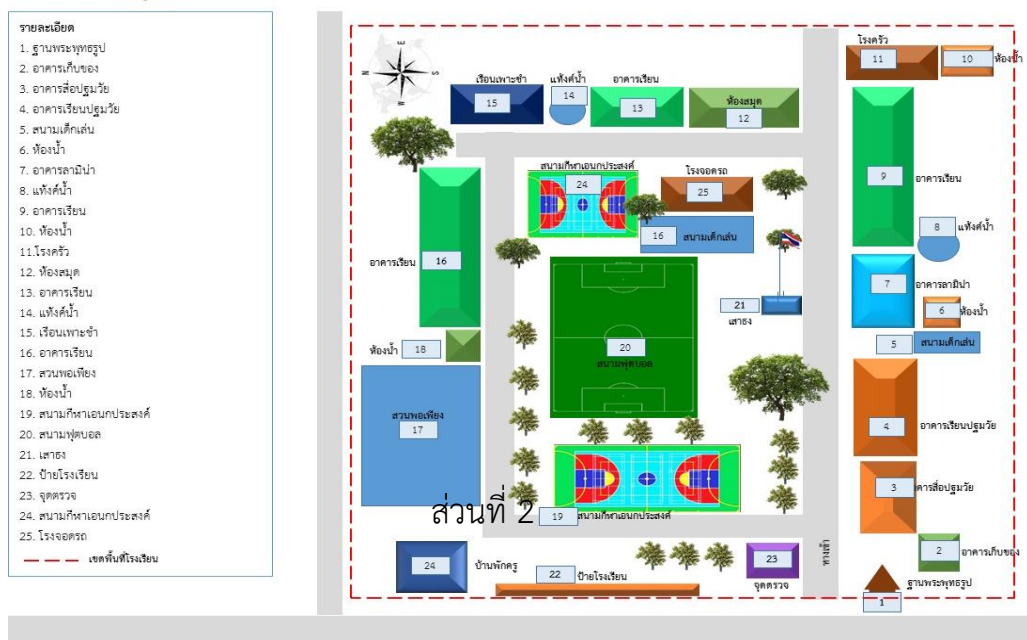 รายละเอียด
1. ฐานพระพุทธรูป
2. อาคารเก็บของ
3. อาคารสื่อปฐมวัย
4. อาคารเรียนปฐมวัย
5. สนามเด็กเล่น
6. ห้องน้ำ
7. อาคารลามิน่า
8. แท้งค์น้ำ
9. อาคารเรียน
10. ห้องน้ำ
11.โรงครัว
12. ห้องสมุด
13. อาคารเรียน
14. แท้งค์น้ำ
15. เรือนเพาะชำ
16. อาคารเรียน
17. สวนพอเพียง
18. ห้องน้ำ
19. สนามกีฬาเอนกประสงค์
20. สนามฟุตบอล
21. เสาธง
22. ป้ายโรงเรียน
23. จุดตรวจ
24. สนามกีฬาเอนกประสงค์
25. โรงจอดรถ
เขตพื้นที่โรงเรียน
E
N
S
W
โรงครัว
11
10
ห้องน้ำ
เรือนเพาะชำ
15
แท้งค์น้ำ
14
อาคารเรียน
13
ห้องสมุด
12
สนามกีฬาเอนกประสงค์
24
โรงจอดรถ
25
9
อาคารเรียน
16
สนามเด็กเล่น
8
แท้งค์น้ำ
อาคารเรียน
16
7
อาคารลามิน่า
21
เสาธง
6
ห้องน้ำ
ห้องน้ำ
18
20
สนามฟุตบอล
5
สนามเด็กเล่น
สวนพอเพียง
17
4
อาคารเรียนปฐมวัย
3
คารสื่อปฐมวัย
ส่วนที่ 2
19
สนามกีฬาเอนกประสงค์
2
อาคารเก็บของ
24
บ้านพักครู
22
ป้ายโรงเรียน
23
จุดตรวจ
ทางเข้า
ฐานพระพุทธรูป
1